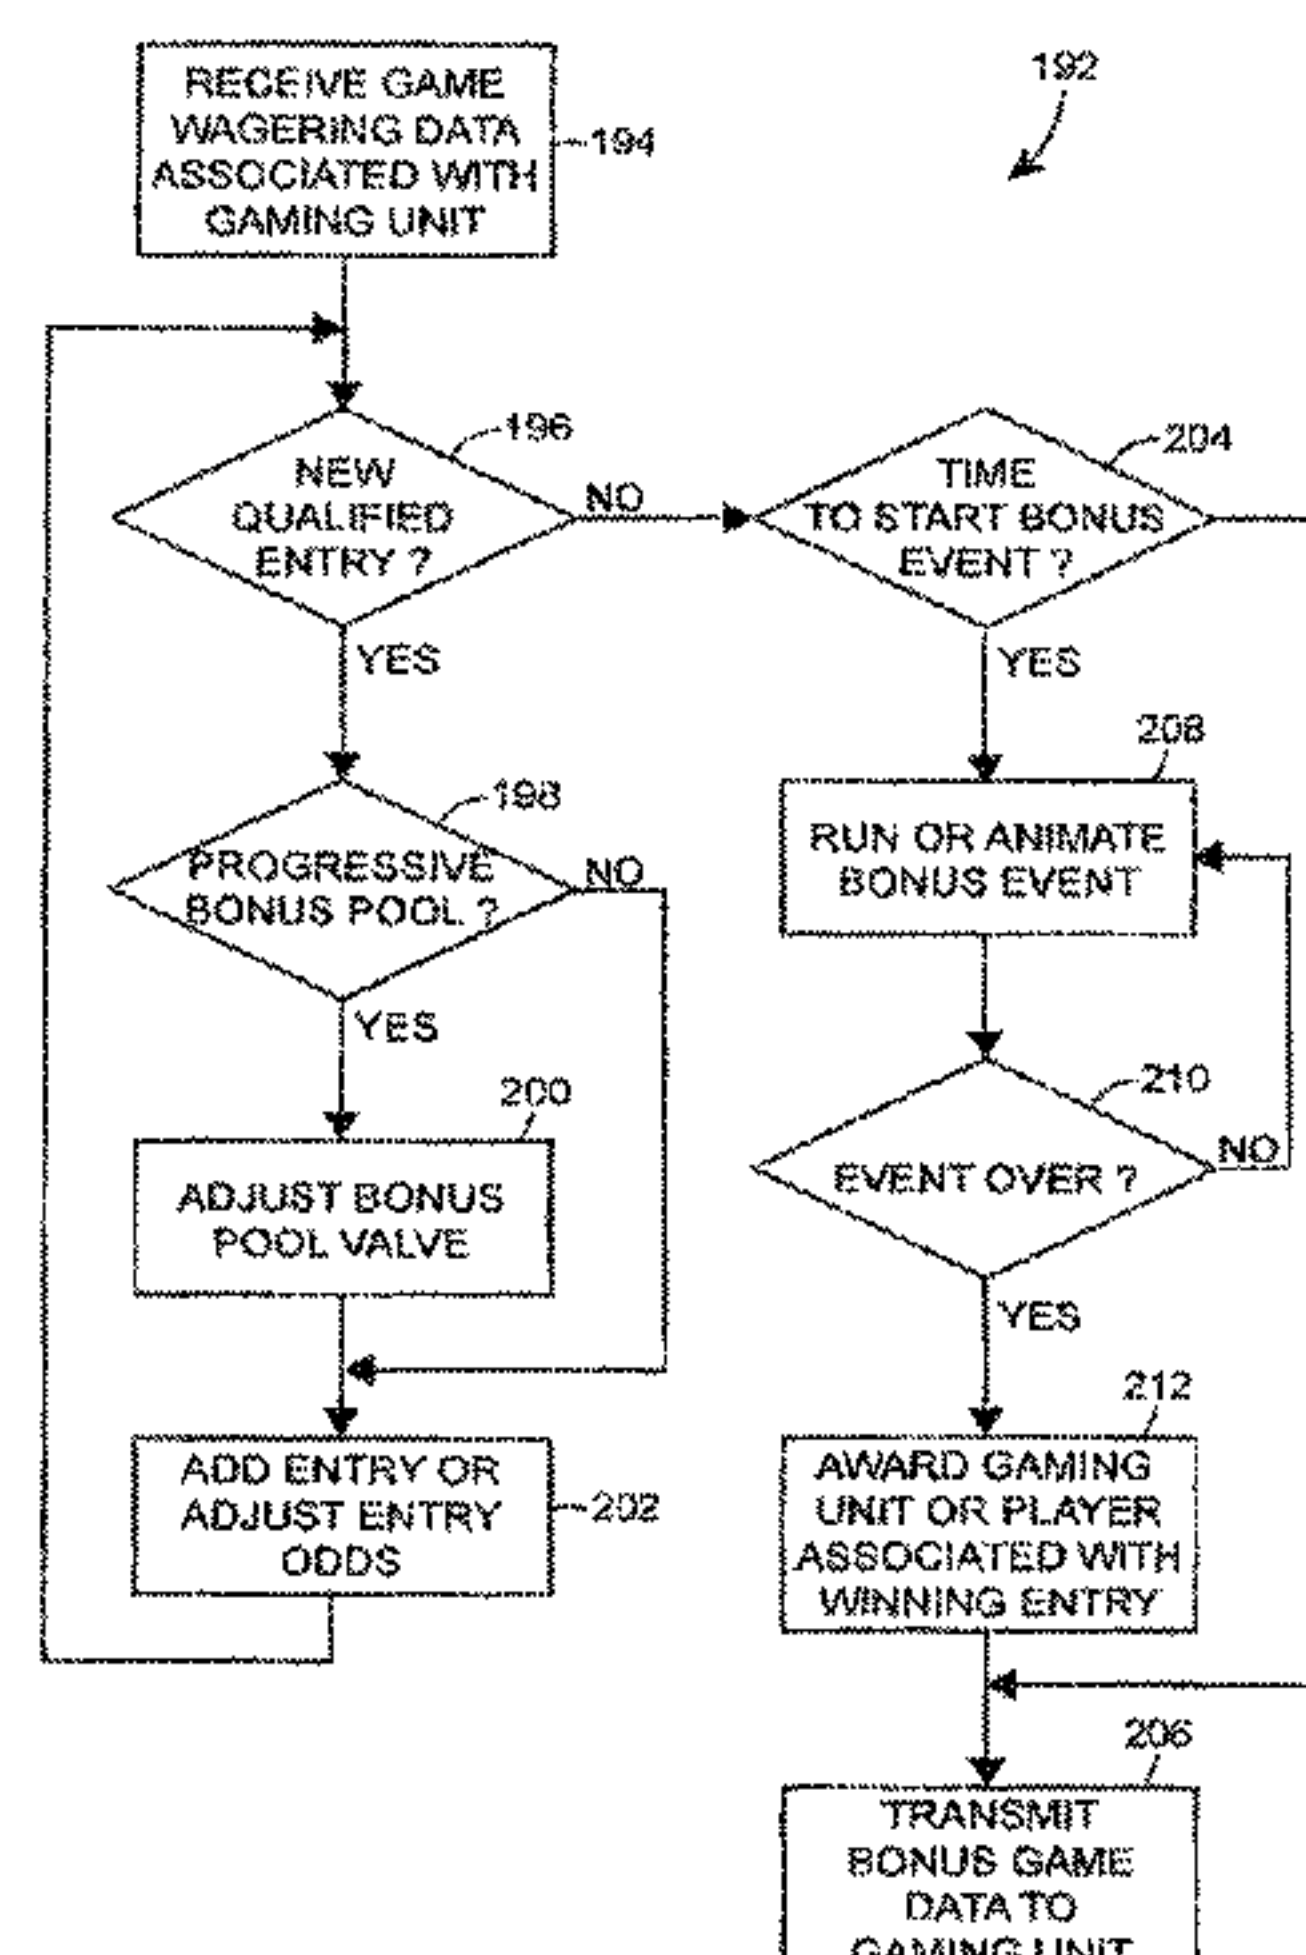 192
RECEIVE GAME
WAGERING DATA
ASSOCIATED WITH
GAMING UNIT
194
NEW
QUALIFIED
ENTRY ?
196
NO
YES
PROGRESSIVE
BONUS POOL ?
198
NO
YES
200
ADJUST BONUS
POOL VALVE
ADD ENTRY OR
ADJUST ENTRY
ODDS
202
TIME
TO START BONUS
EVENT ?
204
YES
208
RUN OR ANIMATE
BONUS EVENT
EVENT OVER ?
210
NO
YES
212
AWARD GAMING
UNIT OR PLAYER
ASSOCIATED WITH
WINNING ENTRY
206
TRANSMIT
BONUS GAME
DATA TO
GAMING UNIT